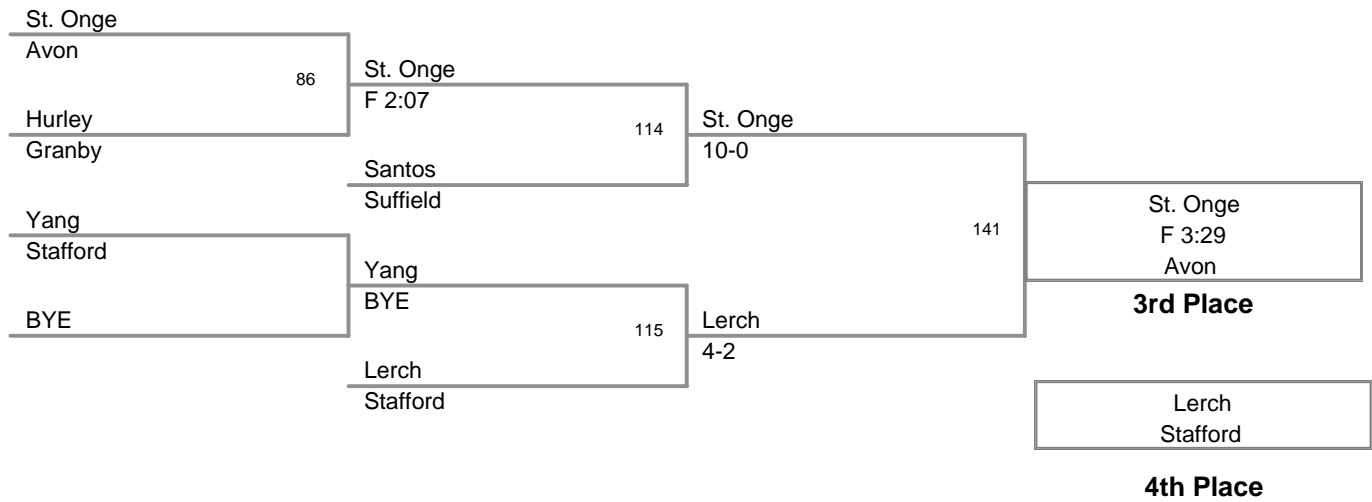 St. Onge
Avon
86
St. Onge
F 2:07
Hurley
Granby
114
St. Onge
10-0
Santos
Suffield
Yang
Stafford
141
St. Onge
F 3:29
Avon
3rd Place
Yang
BYE
BYE
115
Lerch
4-2
Lerch
Stafford
Lerch
Stafford
4th Place